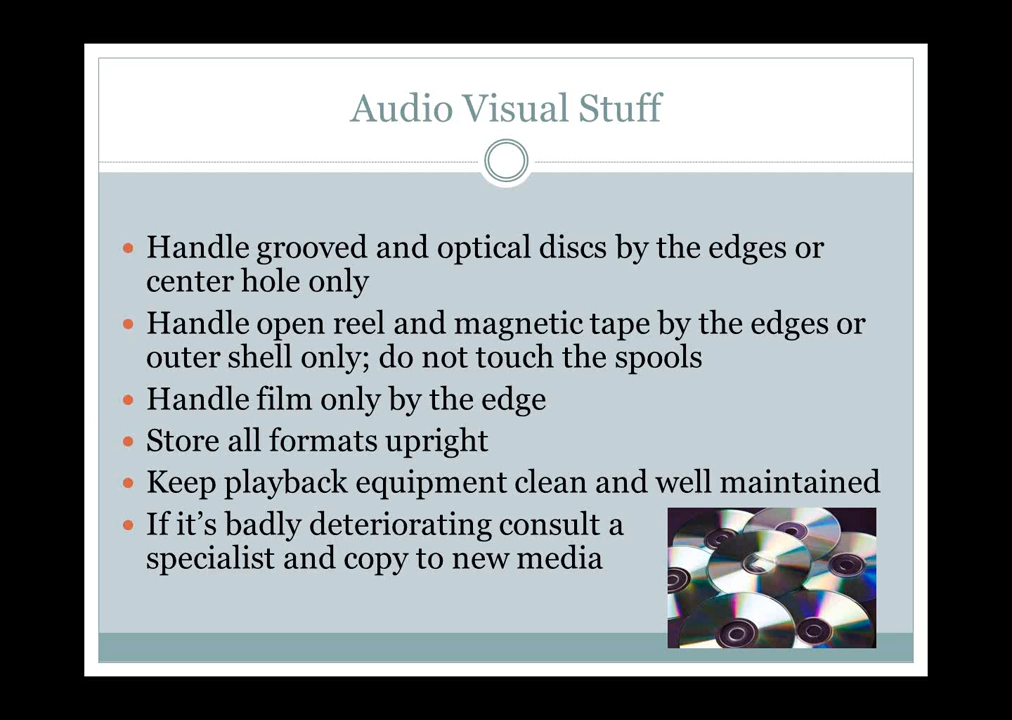 Audio Visual Stuff
• Handle grooved and optical discs by the edges or
center hole only
• Handle open reel and magnetic tape by the edges or
outer shell only; do not touch the spools
• Handle film only by the edge
• Store all formats upright
• Keep playback equipment clean and well maintained
• If it’s badly deteriorating consult a
specialist and copy to new media